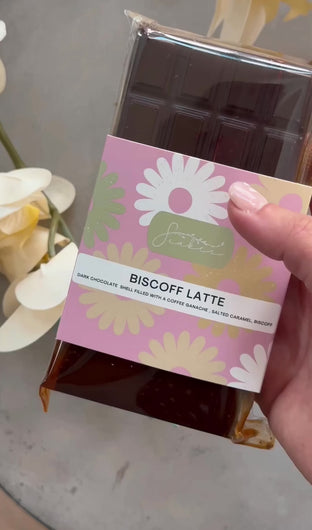 BISCOFF LATTE
DARK CHOCOLATE SHELL FILLED WITH A COFFEE GANACHE , SALTED CARAMEL, BISCOFF